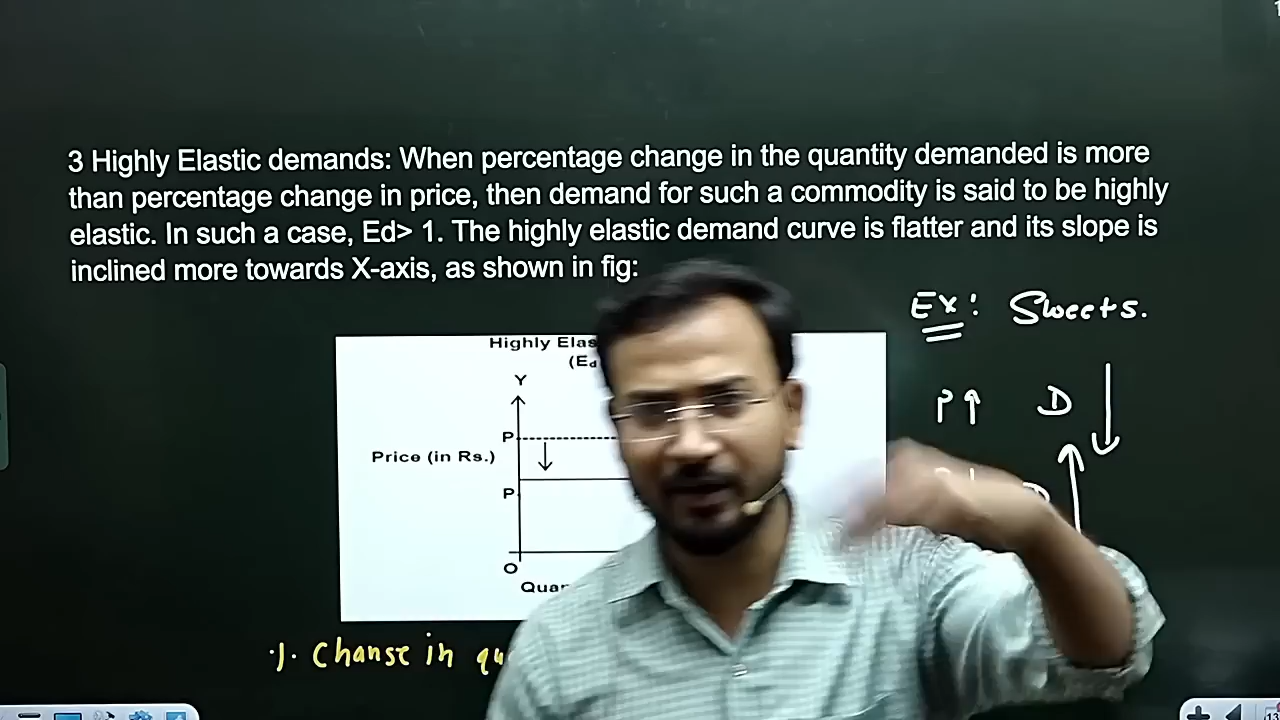 3 Highly Elastic demands: When percentage change in the quantity demanded is more
than percentage change in price, then demand for such a commodity is said to be highly
elastic. In such a case, Ed> 1. The highly elastic demand curve is flatter and its slope is
inclined more towards X-axis, as shown in fig:
Ex: Sweets.
Highly Elas
(Ed
Y
P↑ D ↓
P
Price (in Rs.)
P
↑
O
Quan
·/· Change in qu